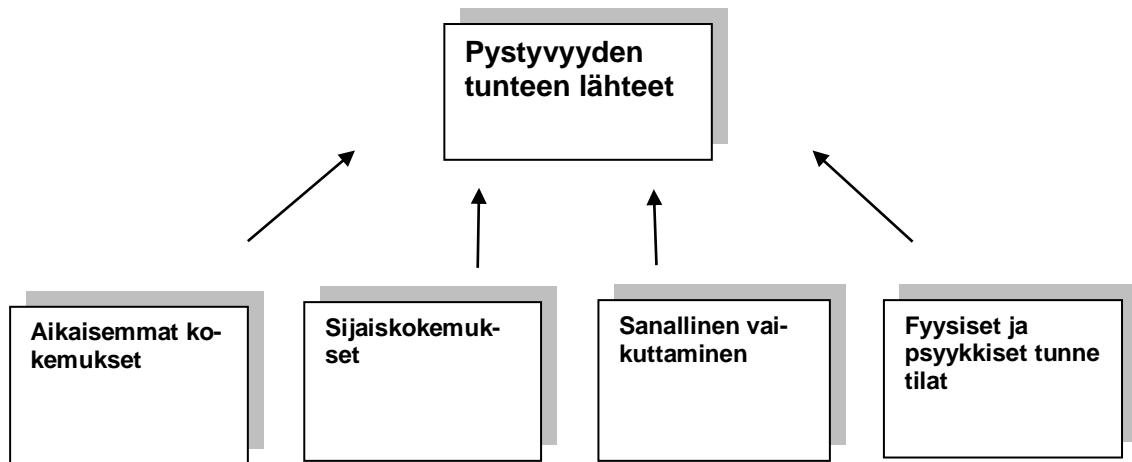 Pystyvyyden
tunteen lähteet
Aikaisemmat ko-
kemukset
Sijaiskokemuk-
set
Sanallinen vai-
kuttaminen
Fyysiset ja
psyykkiset tunne
tilat